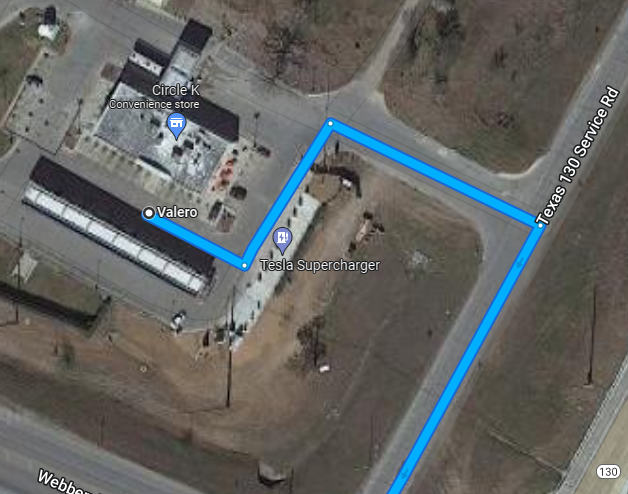 Circle K
Convenience store
Valero
Tesla Supercharger
Texas 130 Service Rd
130
Webber